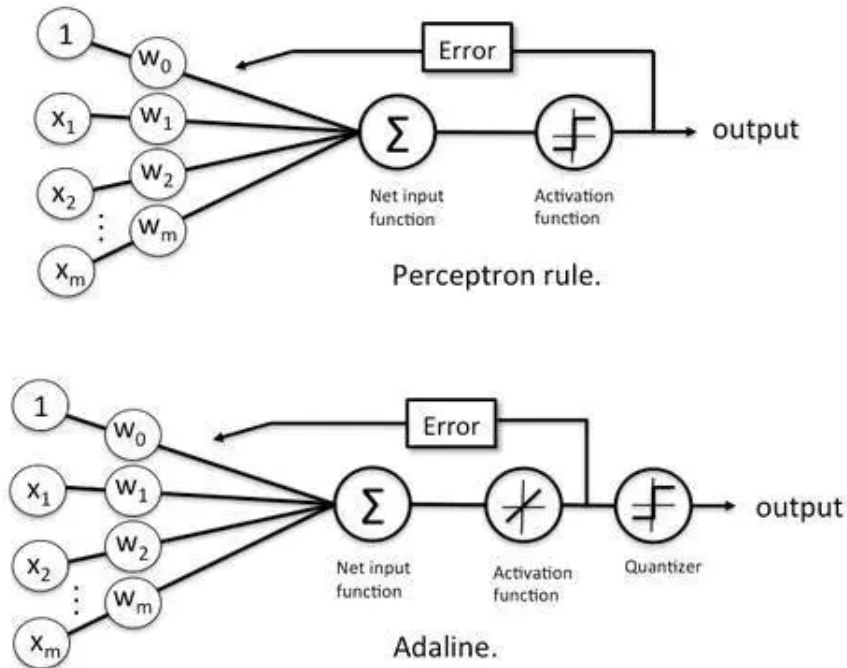 1
w0
Error
x1
w1
Σ
output
x2
w2
Net input
function
Activation
function
⋮
wm
xm
Perceptron rule.
1
w0
Error
x1
w1
Σ
output
x2
w2
Net input
function
Activation
function
Quantizer
⋮
wm
xm
Adaline.